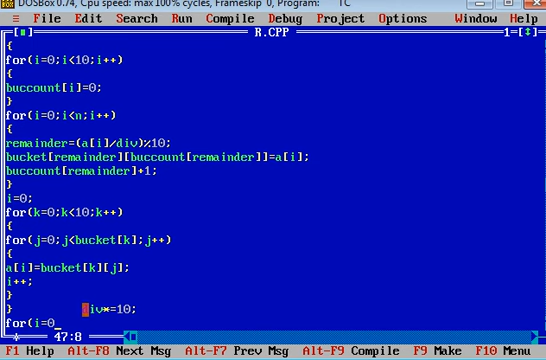 DOSBox 0.74, Cpu speed: max 100% cycles, Frameskip 0, Program: TC
≡ File Edit Search Run Compile Debug Project Options Window Help
[■] R.CPP 1=[↕]
{
for(i=0;i<10;i++)
{
buccount[i]=0;
}
for(i=0;i<n;i++)
{
remainder=(a[i]/div)%10;
bucket[remainder][buccount[remainder]]=a[i];
buccount[remainder]+1;
}
i=0;
for(k=0;k<10;k++)
{
for(j=0;j<bucket[k];j++)
{
a[i]=bucket[k][j];
i++;
}
} iv*=10;
for(i=0_
47:8
F1 Help Alt-F8 Next Msg Alt-F7 Prev Msg Alt-F9 Compile F9 Make F10 Menu